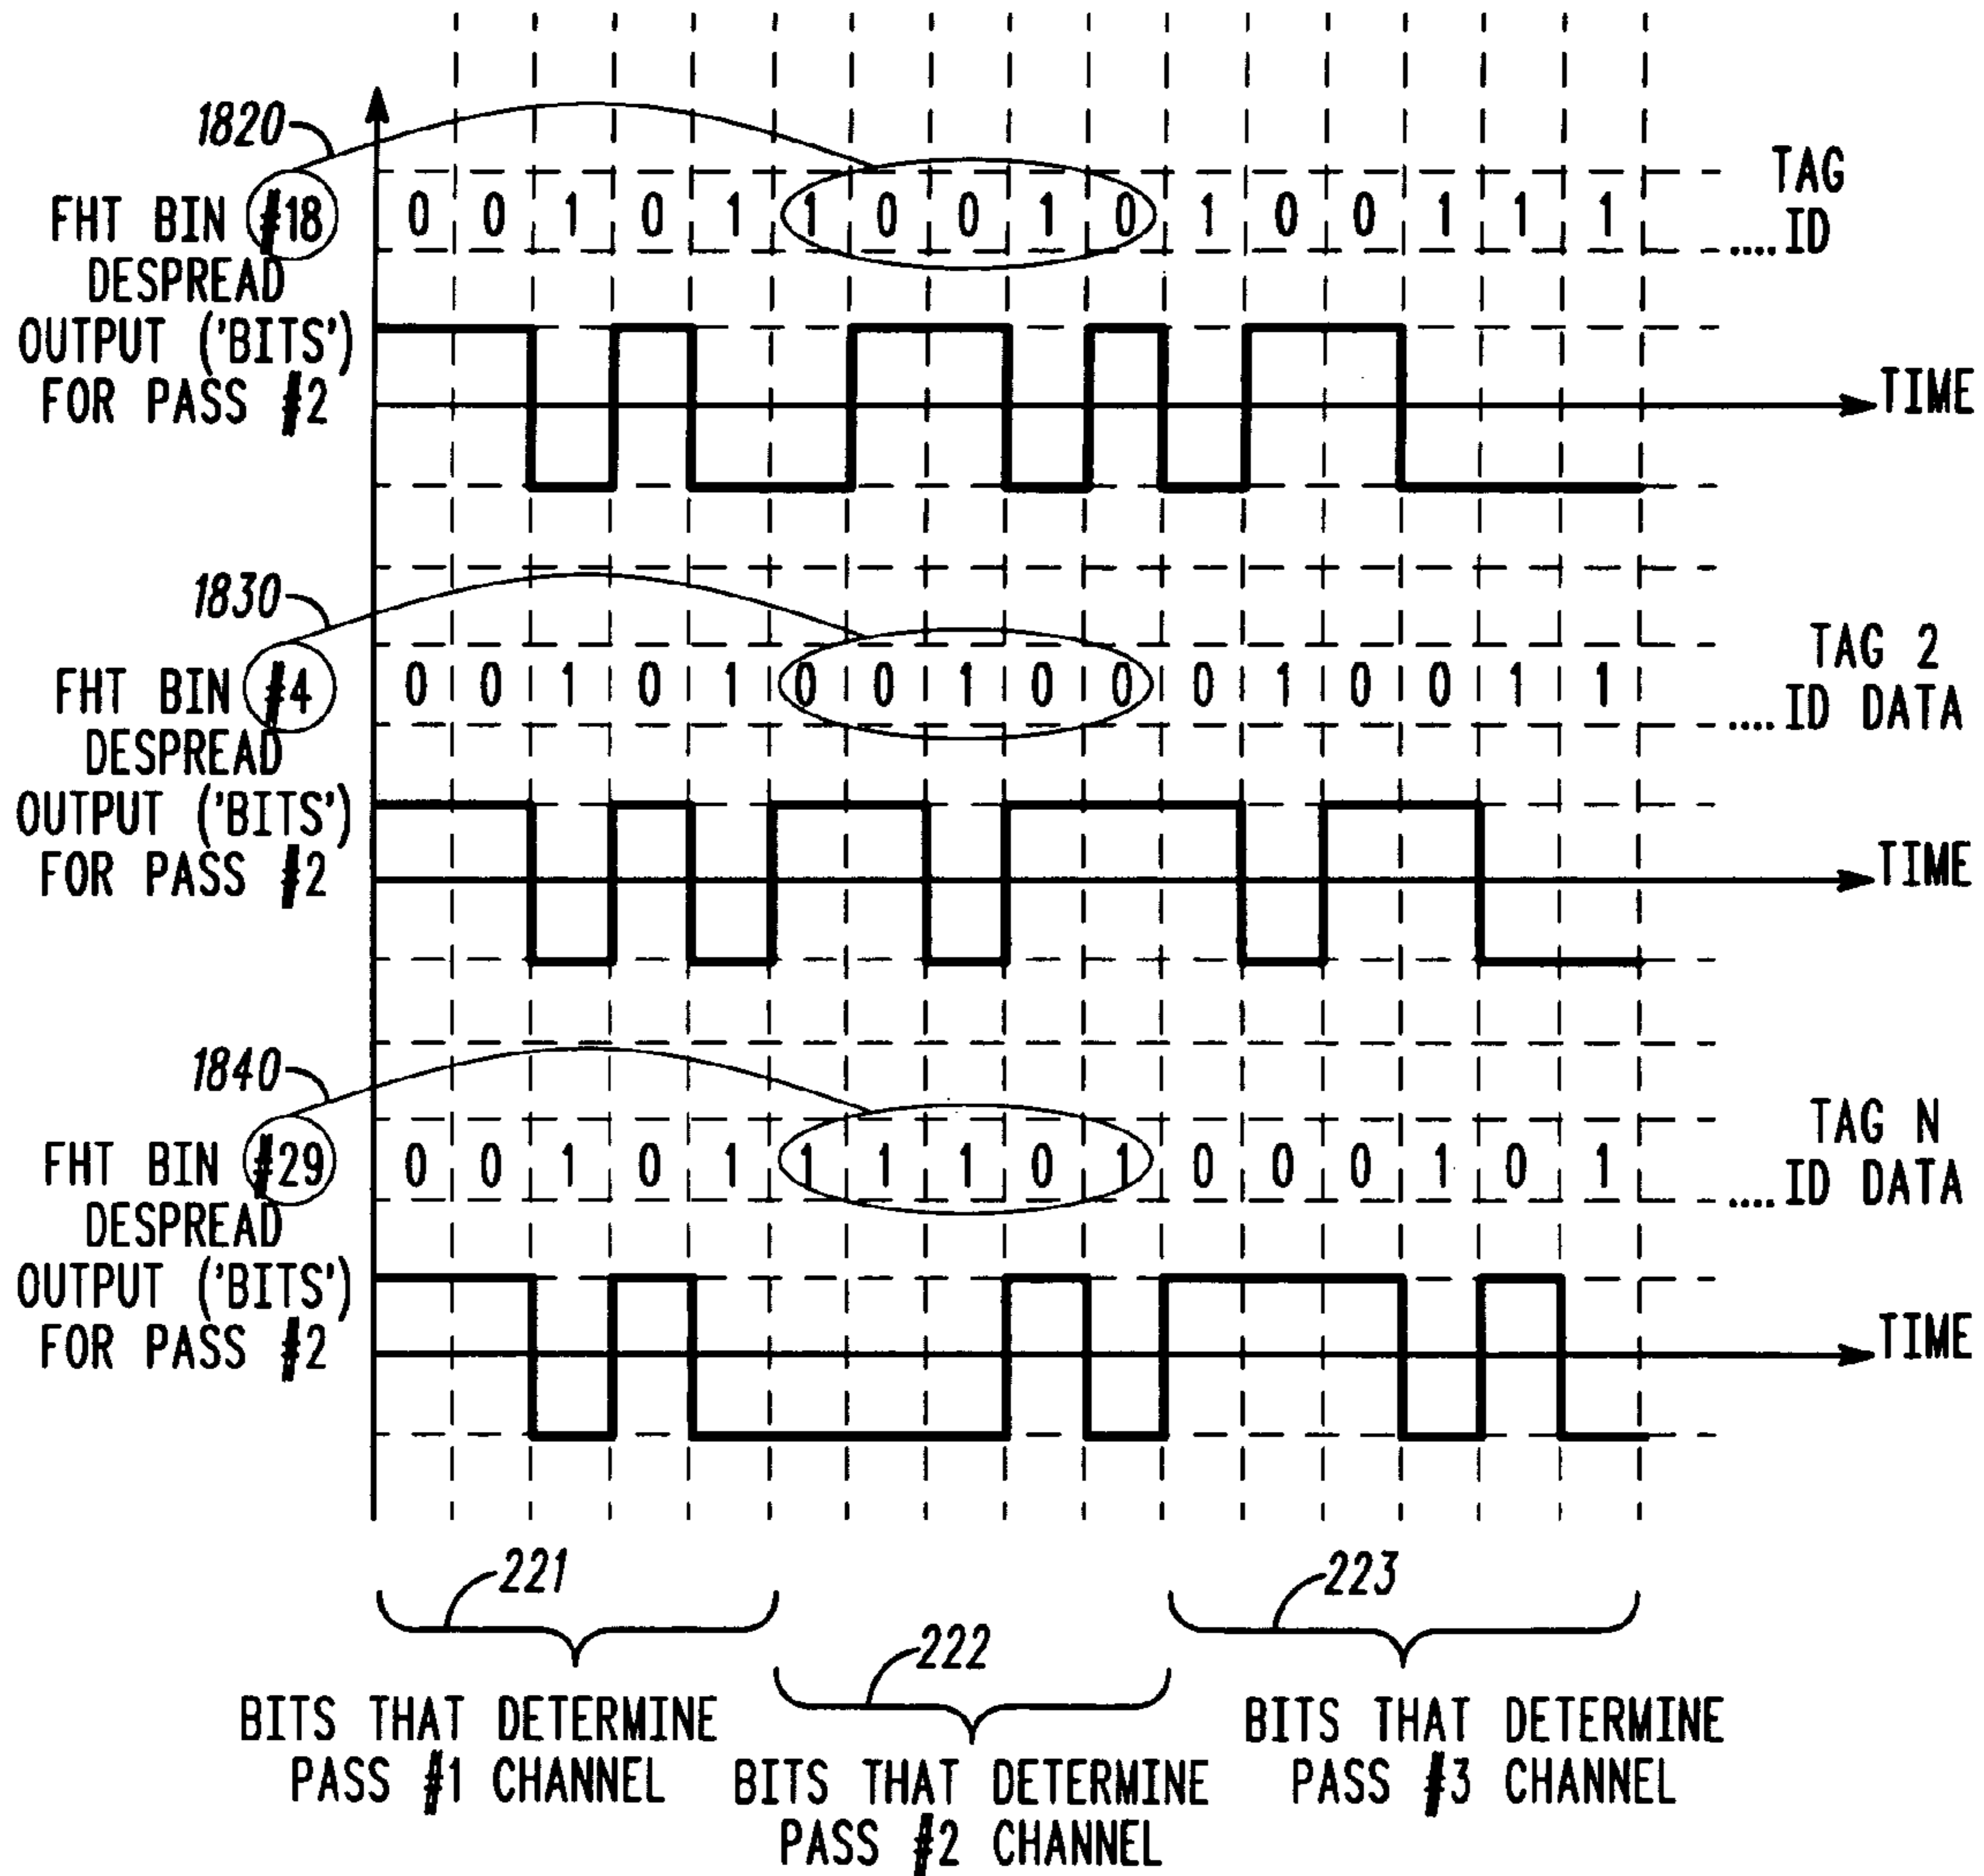 1820
FHT BIN #18
DESPREAD
OUTPUT ('BITS')
FOR PASS #2
0 0 1 0 1 1 0 0 1 0 1 0 0 1 1 1
TAG
.... ID
TIME
1830
FHT BIN #4
DESPREAD
OUTPUT ('BITS')
FOR PASS #2
0 0 1 0 1 0 0 1 0 0 0 1 0 0 1 1
TAG 2
.... ID DATA
TIME
1840
FHT BIN #29
DESPREAD
OUTPUT ('BITS')
FOR PASS #2
0 0 1 0 1 1 1 1 0 1 0 0 0 1 0 1
TAG N
.... ID DATA
TIME
221
BITS THAT DETERMINE
PASS #1 CHANNEL
222
BITS THAT DETERMINE
PASS #2 CHANNEL
223
BITS THAT DETERMINE
PASS #3 CHANNEL